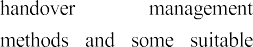 handover management
methods and some suitable